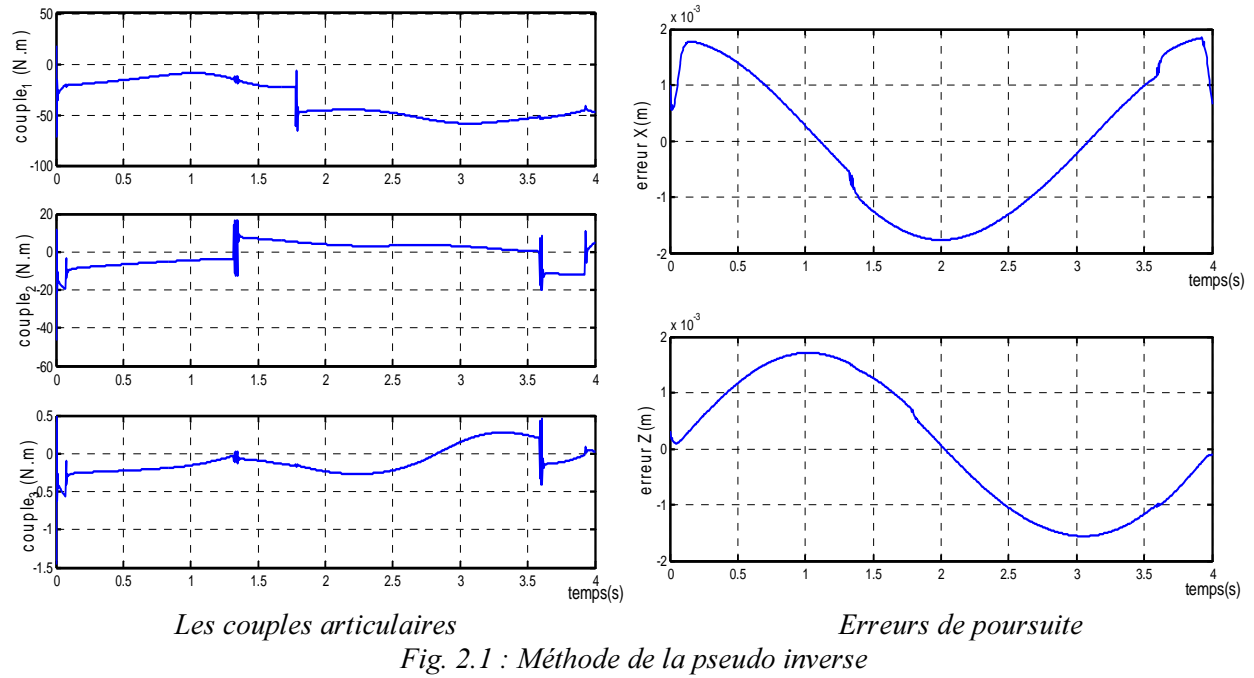 50
0
-50
-100
couple1 (N .m)
0 0.5 1 1.5 2 2.5 3 3.5 4
20
0
-20
-40
-60
couple2 (N .m)
0 0.5 1 1.5 2 2.5 3 3.5 4
0.5
0
-0.5
-1
-1.5
couple3 (N .m)
0 0.5 1 1.5 2 2.5 3 3.5 4
temps(s)
x 10-3
2
1
0
-1
-2
erreur X (m)
0 0.5 1 1.5 2 2.5 3 3.5 4
temps(s)
x 10-3
2
1
0
-1
-2
erreur Z (m)
0 0.5 1 1.5 2 2.5 3 3.5 4
temps(s)
Les couples articulaires
Erreurs de poursuite
Fig. 2.1 : Méthode de la pseudo inverse